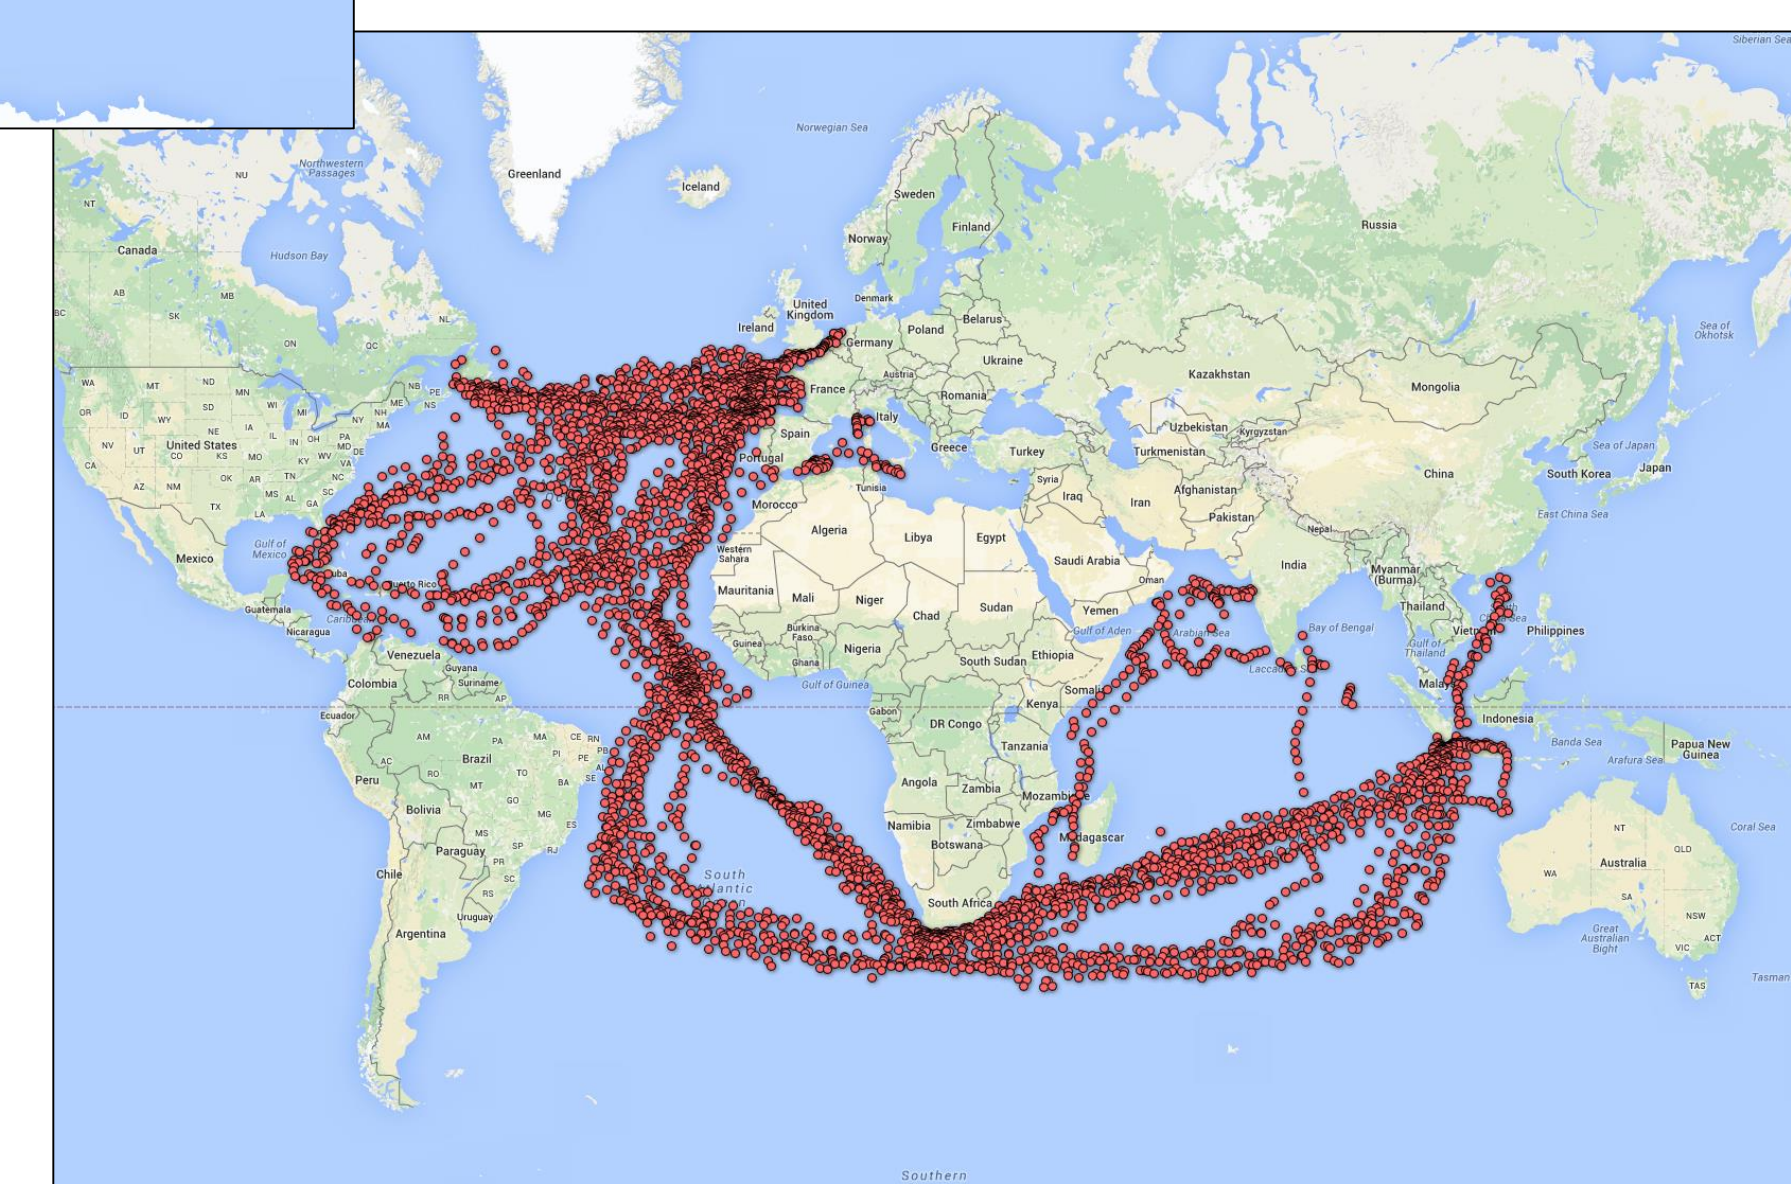 Siberian Sea
Norwegian Sea
Northwestern
Passages
NU
Greenland
Iceland
NT
Sweden
Finland
Russia
Norway
Canada
Hudson Bay
AB
MB
BC
SK
NL
ON
QC
United
Kingdom
Ireland
Denmark
Belarus
Poland
Germany
Ukraine
Sea of
Okhotsk
Austria
France
Romania
Kazakhstan
Mongolia
WA
MT
ND
MN
NB
PE
NS
ME
OR
ID
WY
SD
WI
MI
NH
NY
MA
NV
UT
United States
CO
KS
NE
IA
IL
IN
OH
PA
MD
DE
MO
KY
WV
VA
CA
AZ
NM
OK
AR
TN
NC
SC
MS
AL
GA
TX
LA
Italy
Spain
Portugal
Greece
Turkey
Uzbekistan
Kyrgyzstan
Turkmenistan
China
Sea of Japan
South Korea
Japan
East China Sea
Tunisia
Morocco
Algeria
Libya
Egypt
Syria
Iraq
Iran
Afghanistan
Pakistan
Nepal
Gulf of
Mexico
Mexico
Western
Sahara
Saudi Arabia
Oman
India
Myanmar
(Burma)
Puerto Rico
Guatemala
Nicaragua
Mauritania
Mali
Niger
Chad
Sudan
Yemen
Gulf of Aden
Arabian Sea
Bay of Bengal
Thailand
Gulf of
Thailand
Philippines
Burkina
Faso
Guinea
Ghana
Nigeria
Ethiopia
South Sudan
Gulf of Guinea
Venezuela
Guyana
Suriname
Colombia
RR
AP
Ecuador
Gabon
DR Congo
Kenya
Indonesia
Banda Sea
Papua New
Guinea
Arafura Sea
AM
PA
MA
CE
RN
PB
PI
PE
SE
Brazil
AC
RO
TO
BA
MT
Peru
GO
Bolivia
MG
ES
MS
SP
RJ
PR
Paraguay
SC
Chile
RS
Uruguay
Argentina
Tanzania
Angola
Zambia
Namibia
Zimbabwe
Botswana
South Africa
South
NT
Coral Sea
QLD
Australia
WA
SA
NSW
Great
Australian
Bight
VIC
ACT
TAS
Tasman
Southern